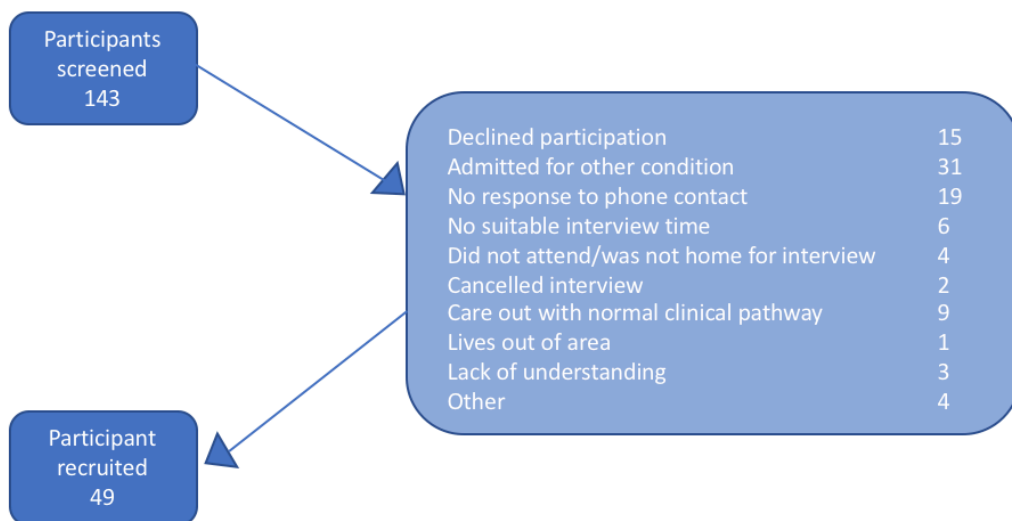 Participants
screened
143
Declined participation 15
Admitted for other condition 31
No response to phone contact 19
No suitable interview time 6
Did not attend/was not home for interview 4
Cancelled interview 2
Care out with normal clinical pathway 9
Lives out of area 1
Lack of understanding 3
Other 4
Participant
recruited
49